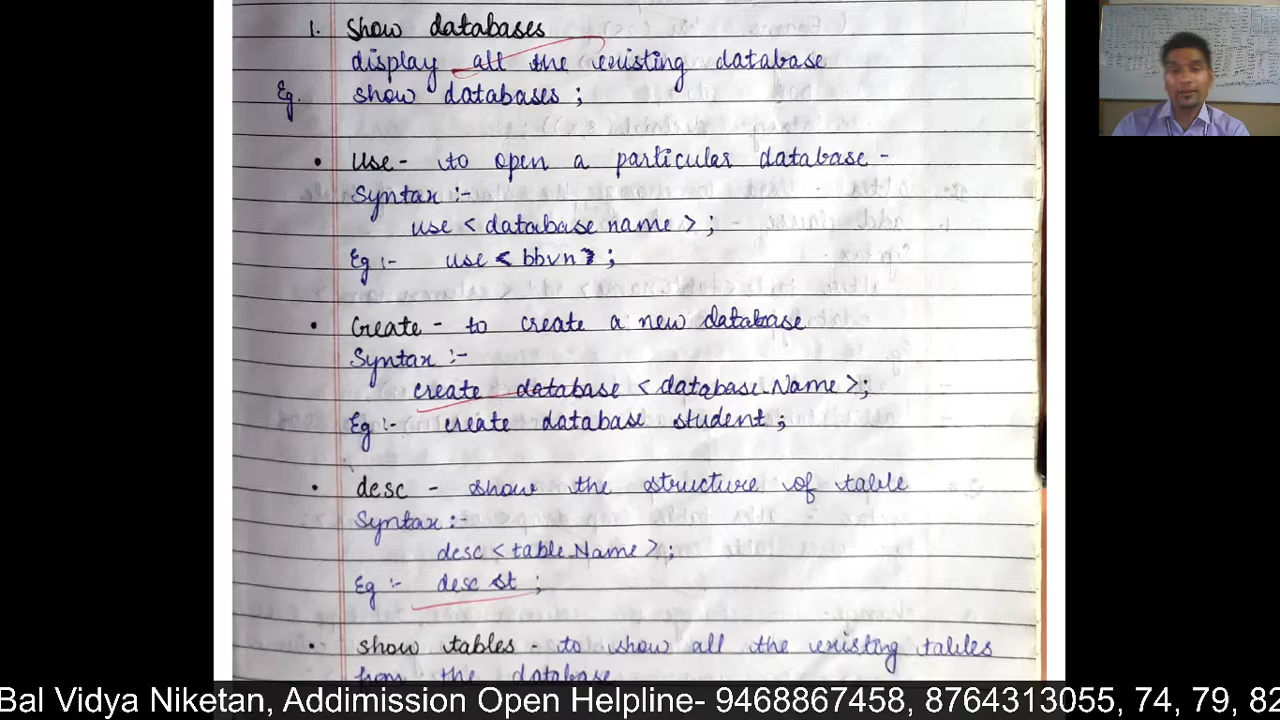 1. Show databases
display all the existing database
Eg. show databases ;
• Use - to open a particular database -
Syntax :-
use < database name > ;
Eg :- use < bbvn > ;
• Create - to create a new database
Syntax :-
create database < database Name > ;
Eg :- create database student ;
• desc - show the structure of table
Syntax :-
desc < table Name > ;
Eg :- desc st ;
• show tables - to show all the existing tables
from the database
Bal Vidya Niketan, Addimission Open Helpline- 9468867458, 8764313055, 74, 79, 82